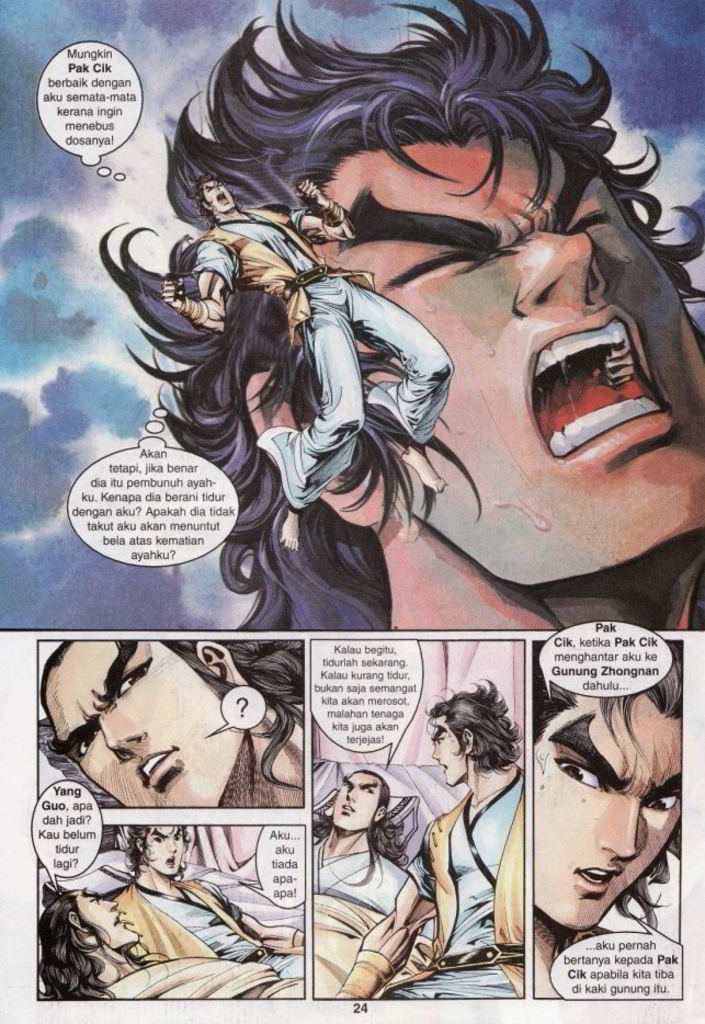 Mungkin
Pak Cik
berbaik dengan
aku semata-mata
kerana ingin
menebus
dosanya!
Akan
tetapi, jika benar
dia itu pembunuh ayah-
ku. Kenapa dia berani tidur
dengan aku? Apakah dia tidak
takut aku akan menuntut
bela atas kematian
ayahku?
?
Yang
Guo, apa
dah jadi?
Kau belum
tidur
lagi?
Aku...
aku
tiada
apa-
apa!
Kalau begitu,
tidurlah sekarang.
Kalau kurang tidur,
bukan saja semangat
kita akan merosot,
malahan tenaga
kita juga akan
terjejas!
Pak
Cik, ketika Pak Cik
menghantar aku ke
Gunung Zhongnan
dahulu...
...aku pernah
bertanya kepada Pak
Cik apabila kita tiba
di kaki gunung itu.
24